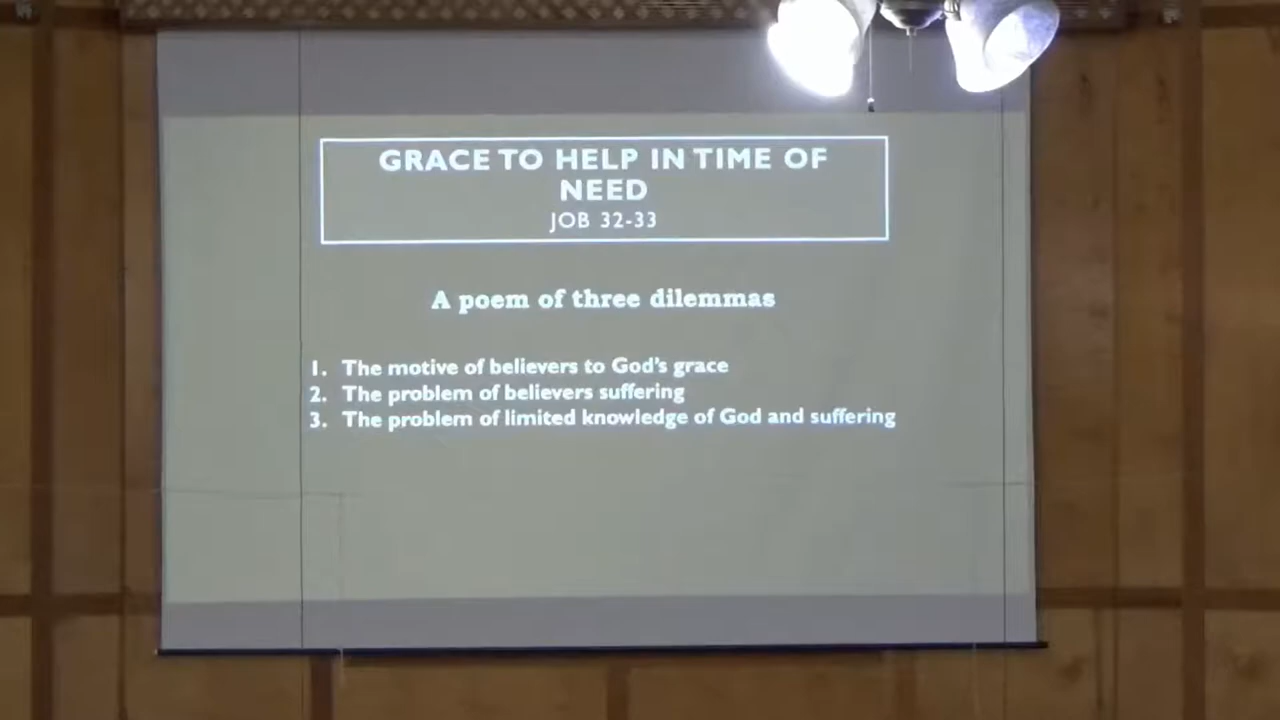 GRACE TO HELP IN TIME OF
NEED
JOB 32-33
A poem of three dilemmas
1. The motive of believers to God's grace
2. The problem of believers suffering
3. The problem of limited knowledge of God and suffering